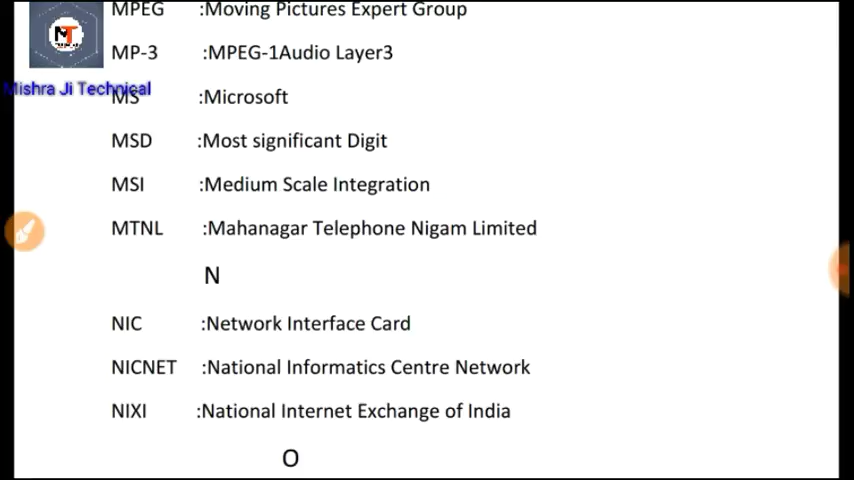 MPEG :Moving Pictures Expert Group
MT
MP-3 :MPEG-1Audio Layer3
Mishra Ji Technical
MS :Microsoft
MSD :Most significant Digit
MSI :Medium Scale Integration
MTNL :Mahanagar Telephone Nigam Limited
N
NIC :Network Interface Card
NICNET :National Informatics Centre Network
NIXI :National Internet Exchange of India
O